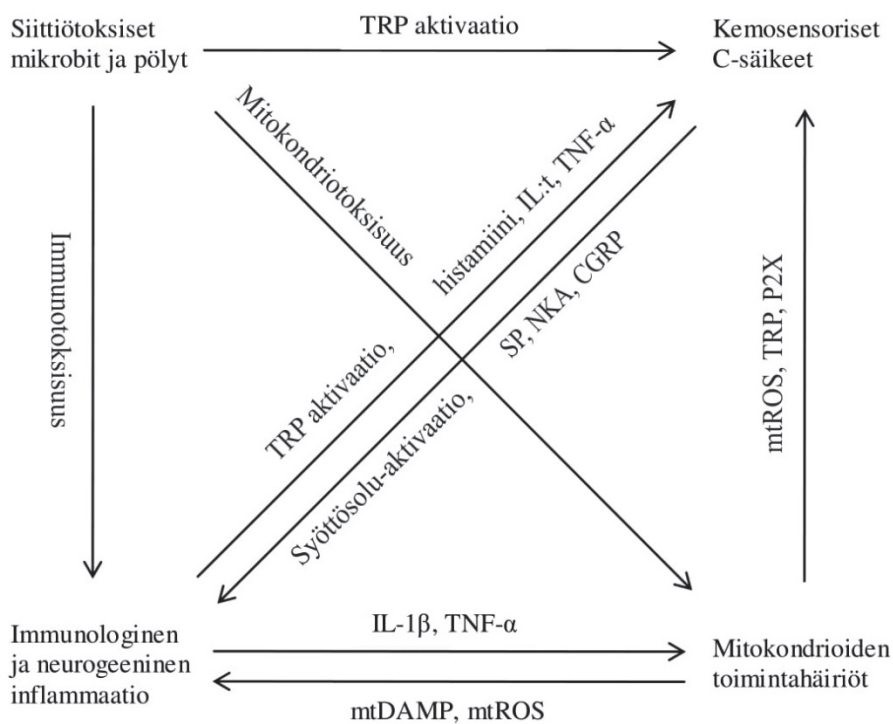 Siittiötoksiset
mikrobit ja pölyt
TRP aktivaatio
Kemosensoriset
C-säikeet
Mitokondriotoksisuus
histamiini, IL:t, TNF-α
SP, NKA, CGRP
mtROS, TRP, P2X
Immunotoksisuus
TRP aktivaatio,
Syöttösolu-aktivaatio,
Immunologinen
ja neurogeeninen
inflammaatio
IL-1β, TNF-α
mtDAMP, mtROS
Mitokondrioiden
toimintahäiriöt